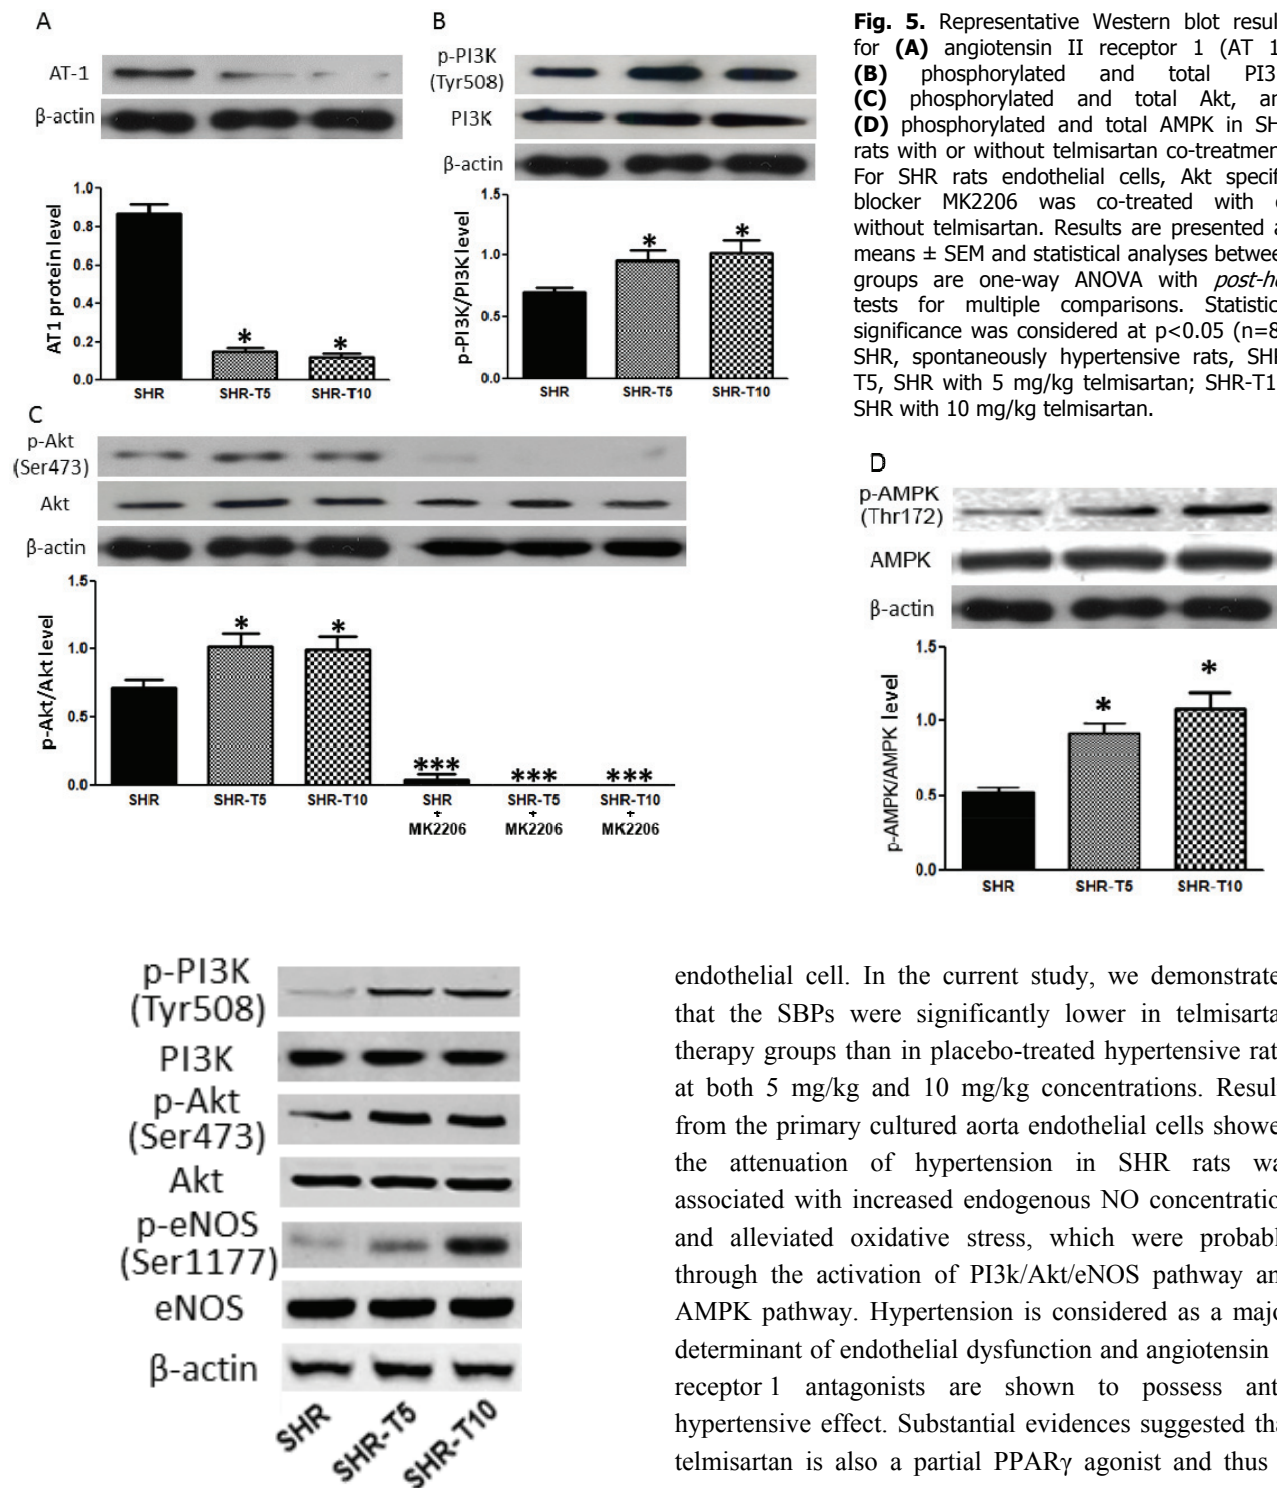 A
AT-1
β-actin
AT1 protein level
1.0
0.8
0.6
0.4
0.2
0.0
*
*
SHR
SHR-T5
SHR-T10
B
p-PI3K
(Tyr508)
PI3K
β-actin
p-PI3K/PI3K level
1.5
1.0
0.5
0.0
*
*
SHR
SHR-T5
SHR-T10
Fig. 5. Representative Western blot result
for (A) angiotensin II receptor 1 (AT 1
(B) phosphorylated and total PI3
(C) phosphorylated and total Akt, an
(D) phosphorylated and total AMPK in SH
rats with or without telmisartan co-treatmen
For SHR rats endothelial cells, Akt specif
blocker MK2206 was co-treated with
without telmisartan. Results are presented a
means ± SEM and statistical analyses betwee
groups are one-way ANOVA with post-h
tests for multiple comparisons. Statistic
significance was considered at p<0.05 (n=8
SHR, spontaneously hypertensive rats, SHR
T5, SHR with 5 mg/kg telmisartan; SHR-T1
SHR with 10 mg/kg telmisartan.
C
p-Akt
(Ser473)
Akt
β-actin
p-Akt/Akt level
1.5
1.0
0.5
0.0
*
*
***
***
***
SHR
SHR-T5
SHR-T10
SHR
+
MK2206
SHR-T5
+
MK2206
SHR-T10
+
MK2206
D
p-AMPK
(Thr172)
AMPK
β-actin
p-AMPK/AMPK level
1.5
1.0
0.5
0.0
*
*
SHR
SHR-T5
SHR-T10
p-PI3K
(Tyr508)
PI3K
p-Akt
(Ser473)
Akt
p-eNOS
(Ser1177)
eNOS
β-actin
SHR
SHR-T5
SHR-T10
endothelial cell. In the current study, we demonstrate
that the SBPs were significantly lower in telmisarta
therapy groups than in placebo-treated hypertensive rat
at both 5 mg/kg and 10 mg/kg concentrations. Result
from the primary cultured aorta endothelial cells showe
the attenuation of hypertension in SHR rats wa
associated with increased endogenous NO concentratio
and alleviated oxidative stress, which were probabl
through the activation of PI3k/Akt/eNOS pathway an
AMPK pathway. Hypertension is considered as a majo
determinant of endothelial dysfunction and angiotensin
receptor 1 antagonists are shown to possess ant
hypertensive effect. Substantial evidences suggested tha
telmisartan is also a partial PPARγ agonist and thus